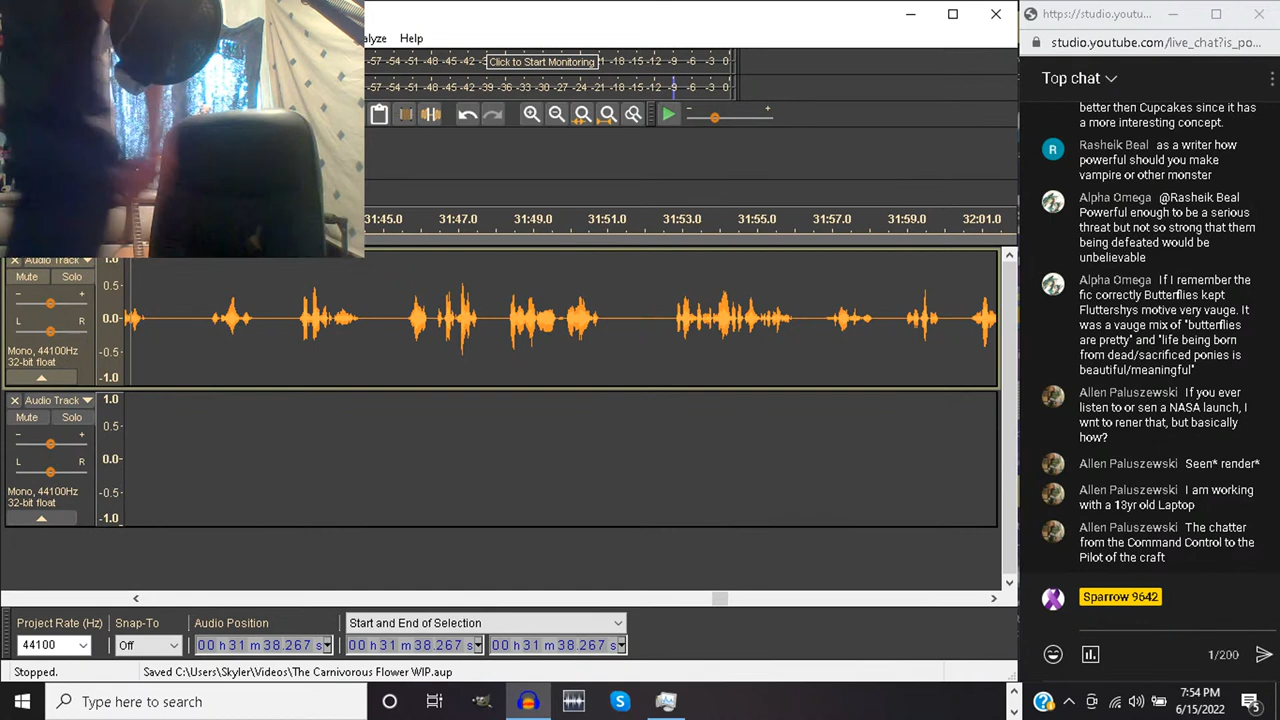 https://studio.youtu...
studio.youtube.com/live_chat?is_po...
alyze Help
-57 -54 -51 -48 -45 -42 Click to Start Monitoring -18 -15 -12 -9 -6 -3 0
-57 -54 -51 -48 -45 -42 -39 -36 -33 -30 -27 -24 -21 -18 -15 -12 -9 -6 -3 0
31:45.0 31:47.0 31:49.0 31:51.0 31:53.0 31:55.0 31:57.0 31:59.0 32:01.0
Audio Track
Mute Solo
L R
Mono, 44100Hz
32-bit float
1.0
0.5
0.0
-0.5
-1.0
Audio Track
Mute Solo
L R
Mono, 44100Hz
32-bit float
1.0
0.5
0.0
-0.5
-1.0
Project Rate (Hz) Snap-To Audio Position Start and End of Selection
44100 Off 00 h 31 m 38.267 s 00 h 31 m 38.267 s 00 h 31 m 38.267 s
Stopped. Saved C:\Users\Skyler\Videos\The Carnivorous Flower WIP.aup
Top chat
better then Cupcakes since it has
a more interesting concept.
R Rasheik Beal as a writer how
powerful should you make
vampire or other monster
Alpha Omega @Rasheik Beal
Powerful enough to be a serious
threat but not so strong that them
being defeated would be
unbelievable
Alpha Omega If I remember the
fic correctly Butterflies kept
Fluttershys motive very vauge. It
was a vauge mix of "butterflies
are pretty" and "life being born
from dead/sacrificed ponies is
beautiful/meaningful"
Allen Paluszewski If you ever
listen to or sen a NASA launch, I
wnt to rener that, but basically
how?
Allen Paluszewski Seen* render*
Allen Paluszewski I am working
with a 13yr old Laptop
Allen Paluszewski The chatter
from the Command Control to the
Pilot of the craft
Sparrow 9642
1/200
Type here to search
7:54 PM
6/15/2022
5